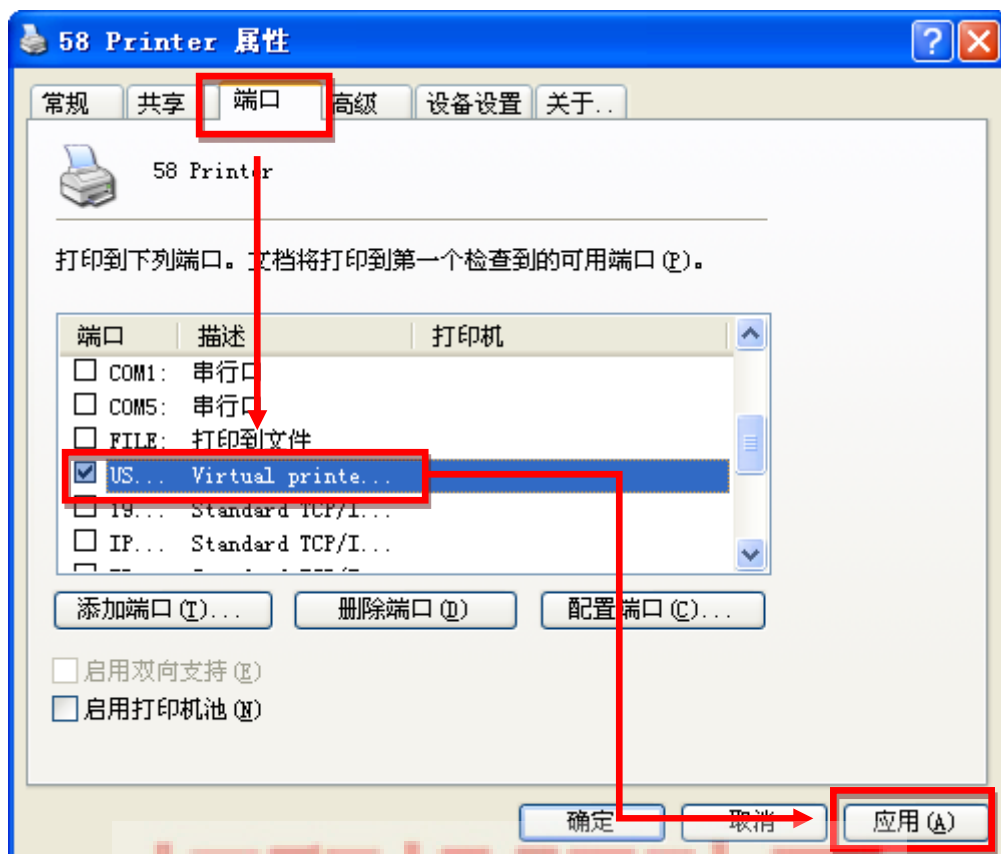 58 Printer 属性
常规 共享 端口 高级 设备设置 关于..
58 Printer
打印到下列端口。文档将打印到第一个检查到的可用端口(P)。
端口 描述 打印机
COM1: 串行口
COM5: 串行口
FILE: 打印到文件
US... Virtual printe...
19... Standard TCP/I...
IP... Standard TCP/I...
添加端口(T)... 删除端口(D) 配置端口(C)...
启用双向支持(E)
启用打印机池(N)
确定 取消 应用(A)